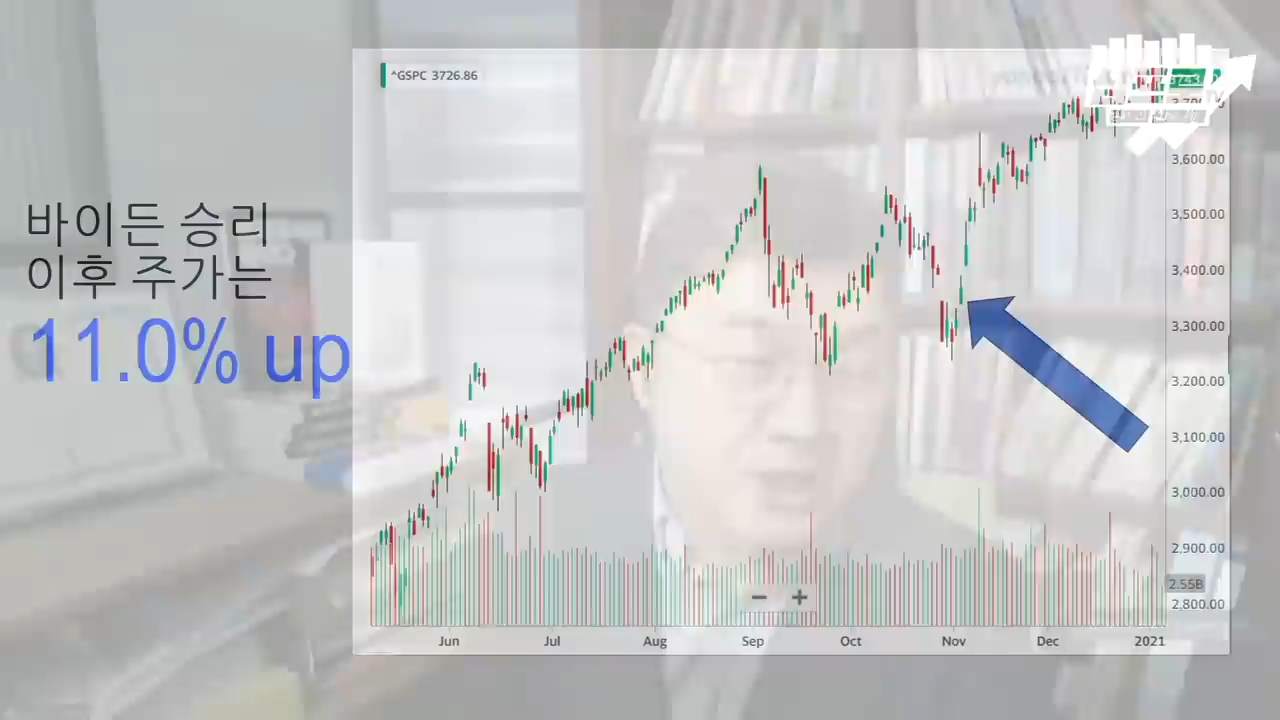 ^GSPC 3726.86
바이든 승리
이후 주가는
11.0% up
3,600.00
3,500.00
3,400.00
3,300.00
3,200.00
3,100.00
3,000.00
2,900.00
2.55B
2,800.00
− +
Jun Jul Aug Sep Oct Nov Dec 2021